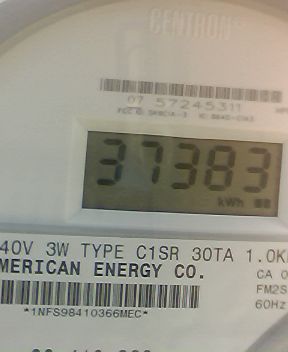 CENTRON
07 57245311
37383
kWh
40V 3W TYPE C1SR 30TA 1.0K
MERICAN ENERGY CO.
CA 0
FM2S
60Hz
*1NFS98410366MEC*